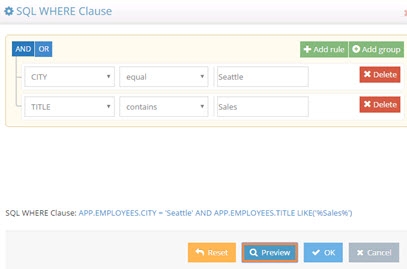 SQL WHERE Clause
AND OR
Add rule Add group
CITY equal Seattle Delete
TITLE contains Sales Delete
SQL WHERE Clause: APP.EMPLOYEES.CITY = 'Seattle' AND APP.EMPLOYEES.TITLE LIKE('%Sales%')
Reset Preview OK Cancel